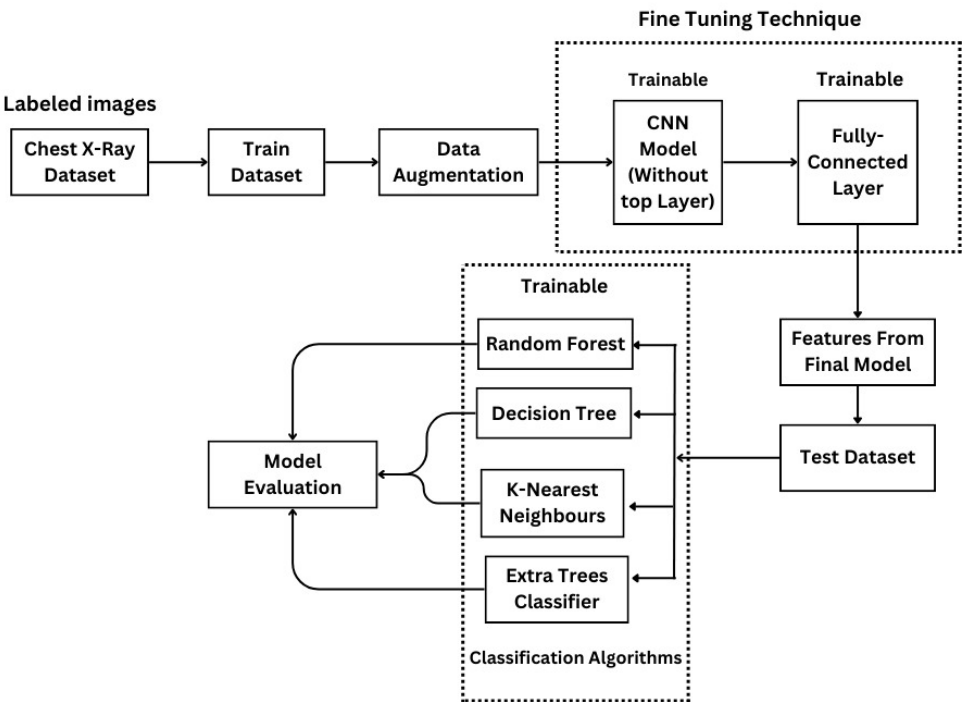 Fine Tuning Technique
Labeled images
Chest X-Ray
Dataset
Train
Dataset
Data
Augmentation
Trainable
CNN
Model
(Without
top Layer)
Trainable
Fully-
Connected
Layer
Features From
Final Model
Test Dataset
Trainable
Random Forest
Decision Tree
K-Nearest
Neighbours
Extra Trees
Classifier
Classification Algorithms
Model
Evaluation